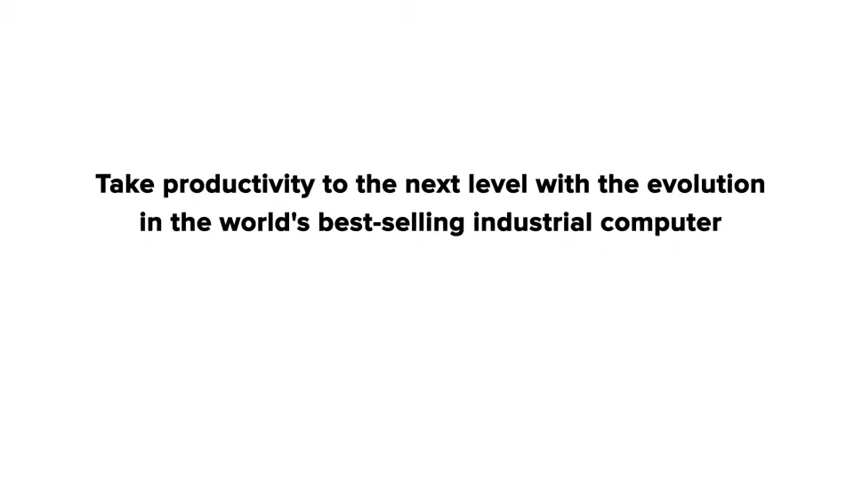 Take productivity to the next level with the evolution
in the world's best-selling industrial computer